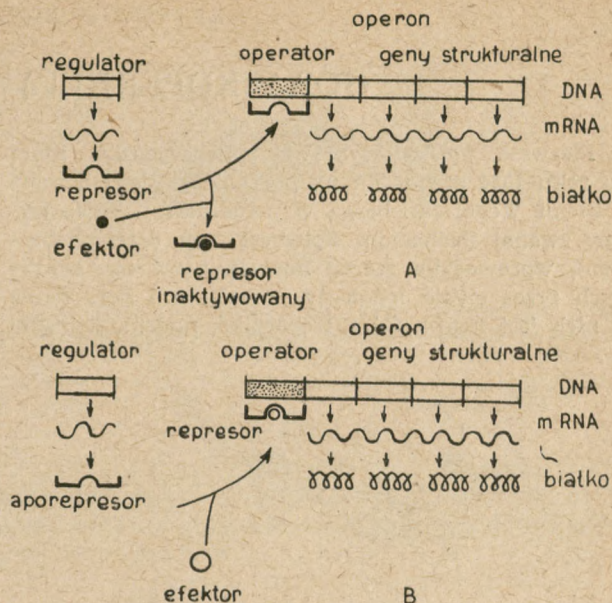 operon
regulator
operator geny strukturalne
DNA
mRNA
represor
białko
efektor
represor
inaktywowany
A
operon
regulator operator geny strukturalne
DNA
represor
m RNA
aporepresor
białko
efektor
B